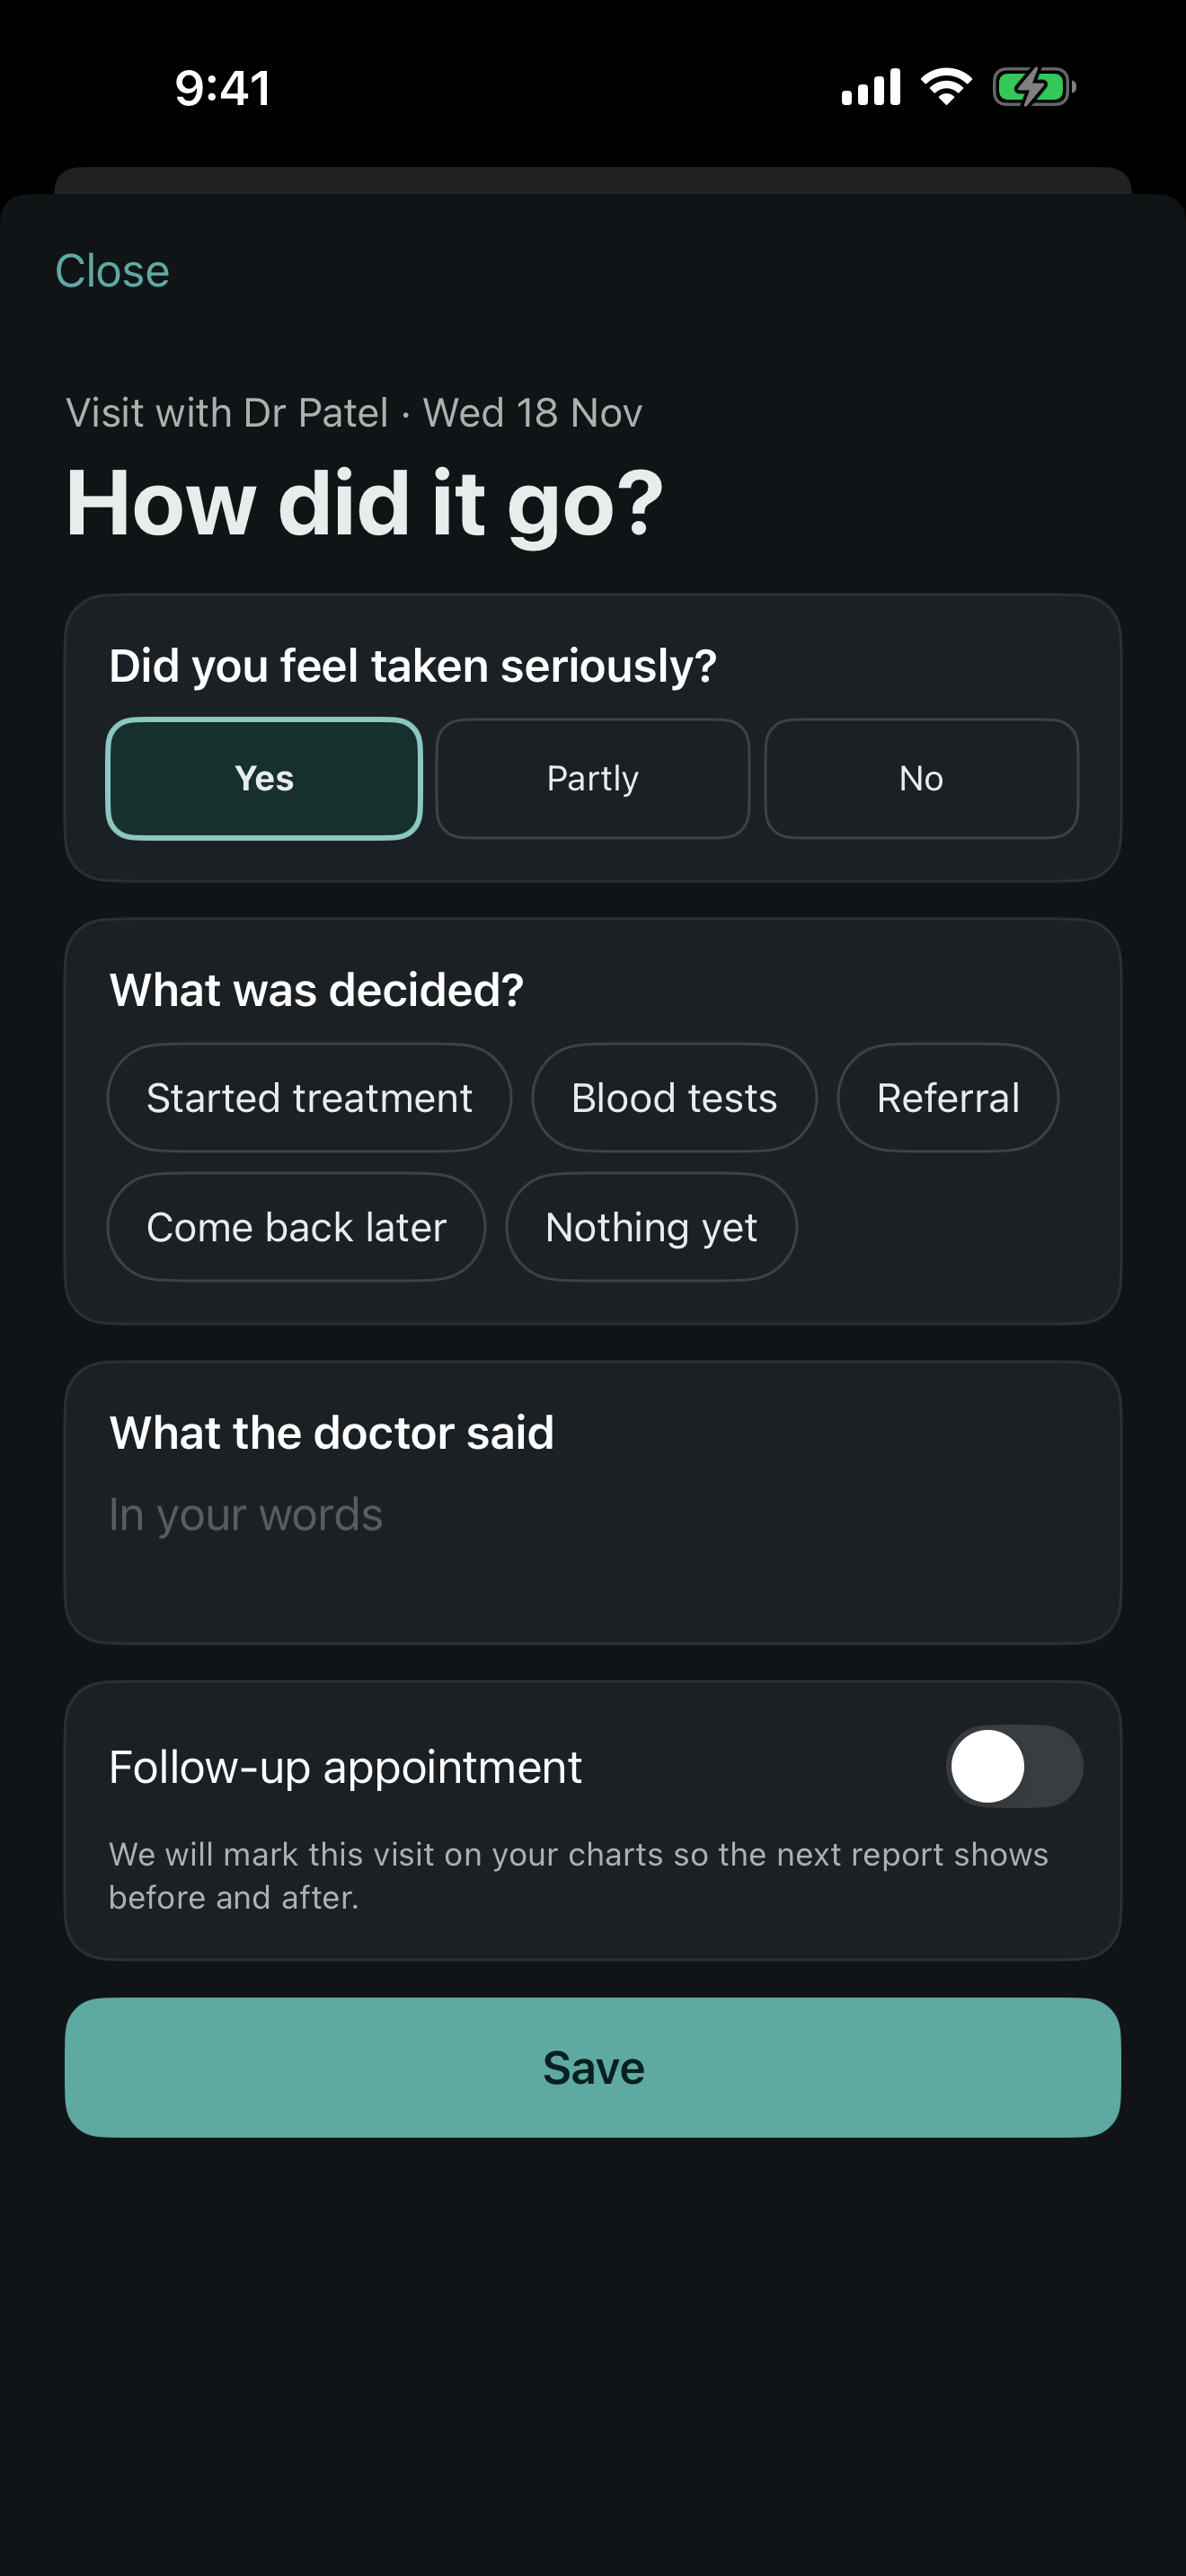 9:41
Close
Visit with Dr Patel · Wed 18 Nov
How did it go?
Did you feel taken seriously?
Yes Partly No
What was decided?
Started treatment Blood tests Referral
Come back later Nothing yet
What the doctor said
In your words
Follow-up appointment
We will mark this visit on your charts so the next report shows
before and after.
Save